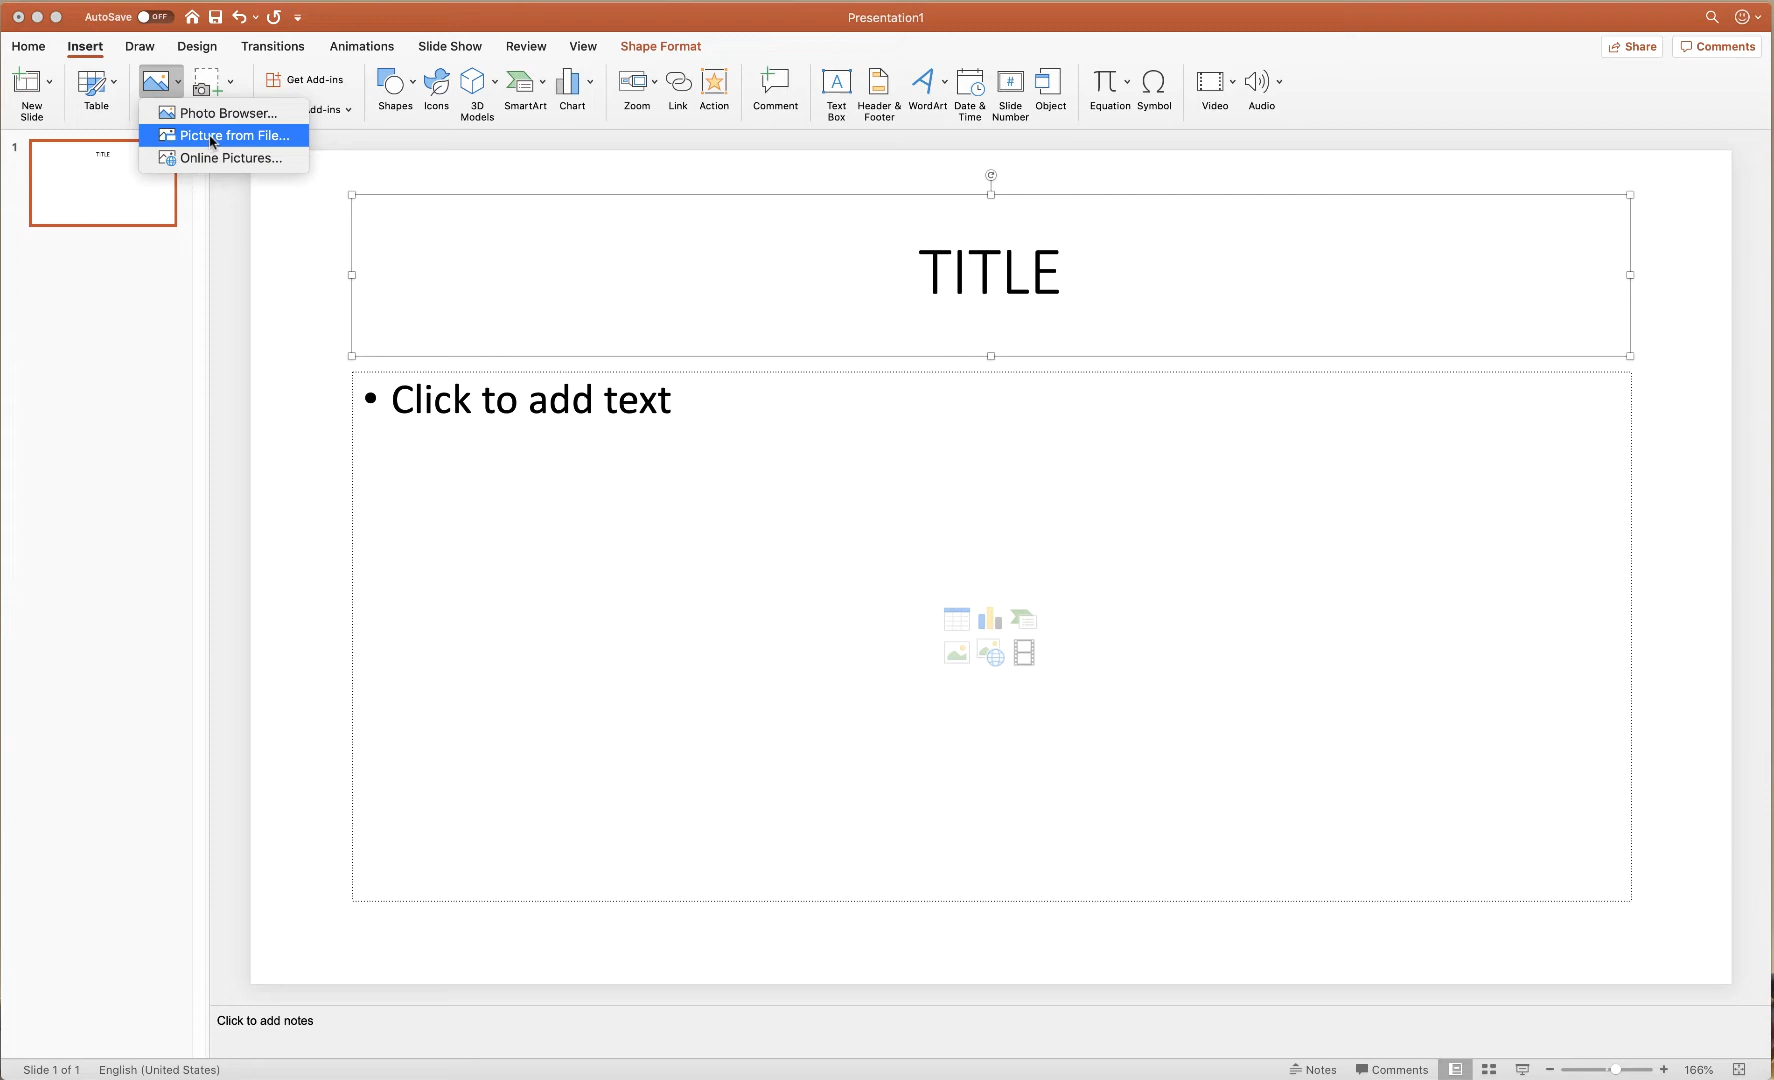 AutoSave OFF Presentation1
Home Insert Draw Design Transitions Animations Slide Show Review View Shape Format Share Comments
New Slide
Table
Get Add-ins
dd-ins
Shapes
Icons
3D Models
SmartArt
Chart
Zoom
Link
Action
Comment
Text Box
Header & Footer
WordArt
Date & Time
Slide Number
Object
Equation
Symbol
Video
Audio
Photo Browser...
Picture from File...
Online Pictures...
1
TITLE
TITLE
• Click to add text
Click to add notes
Slide 1 of 1 English (United States) Notes Comments 166%